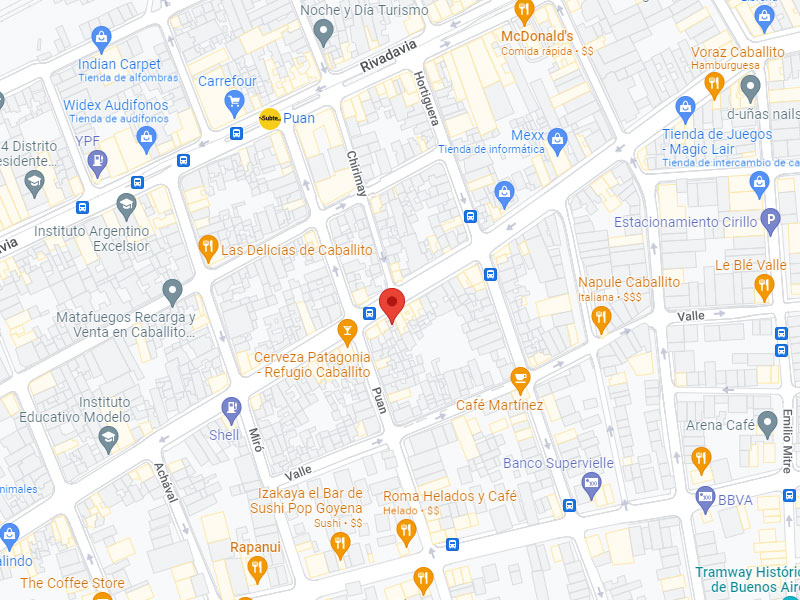 Noche y Día Turismo
McDonald's
Comida rápida • $$
Indian Carpet
Tienda de alfombras
Rivadavia
Voraz Caballito
Hamburguesa
Carrefour
Hortiguera
Widex Audifonos
Tienda de audífonos
Subte
Puan
d-uñas nails
Mexx
Tienda de informática
Tienda de Juegos
- Magic Lair
Tienda de intercambio de ca
YPF
4 Distrito
esidente...
Chirimay
Instituto Argentino
Excelsior
Estacionamiento Cirillo
P
via
Las Delicias de Caballito
Le Blé Valle
Napule Caballito
Italiana • $$$
Matafuegos Recarga y
Venta en Caballito...
Valle
Cerveza Patagonia
- Refugio Caballito
Puan
Instituto
Educativo Modelo
Café Martínez
Shell
Arena Café
Emilio Mitre
Miró
Banco Supervielle
Valle
Achával
nimales
Izakaya el Bar de
Sushi Pop Goyena
Sushi • $$
Roma Helados y Café
Helado • $$
BBVA
Rapanui
alindo
The Coffee Store
Tramway Históric
de Buenos Aire